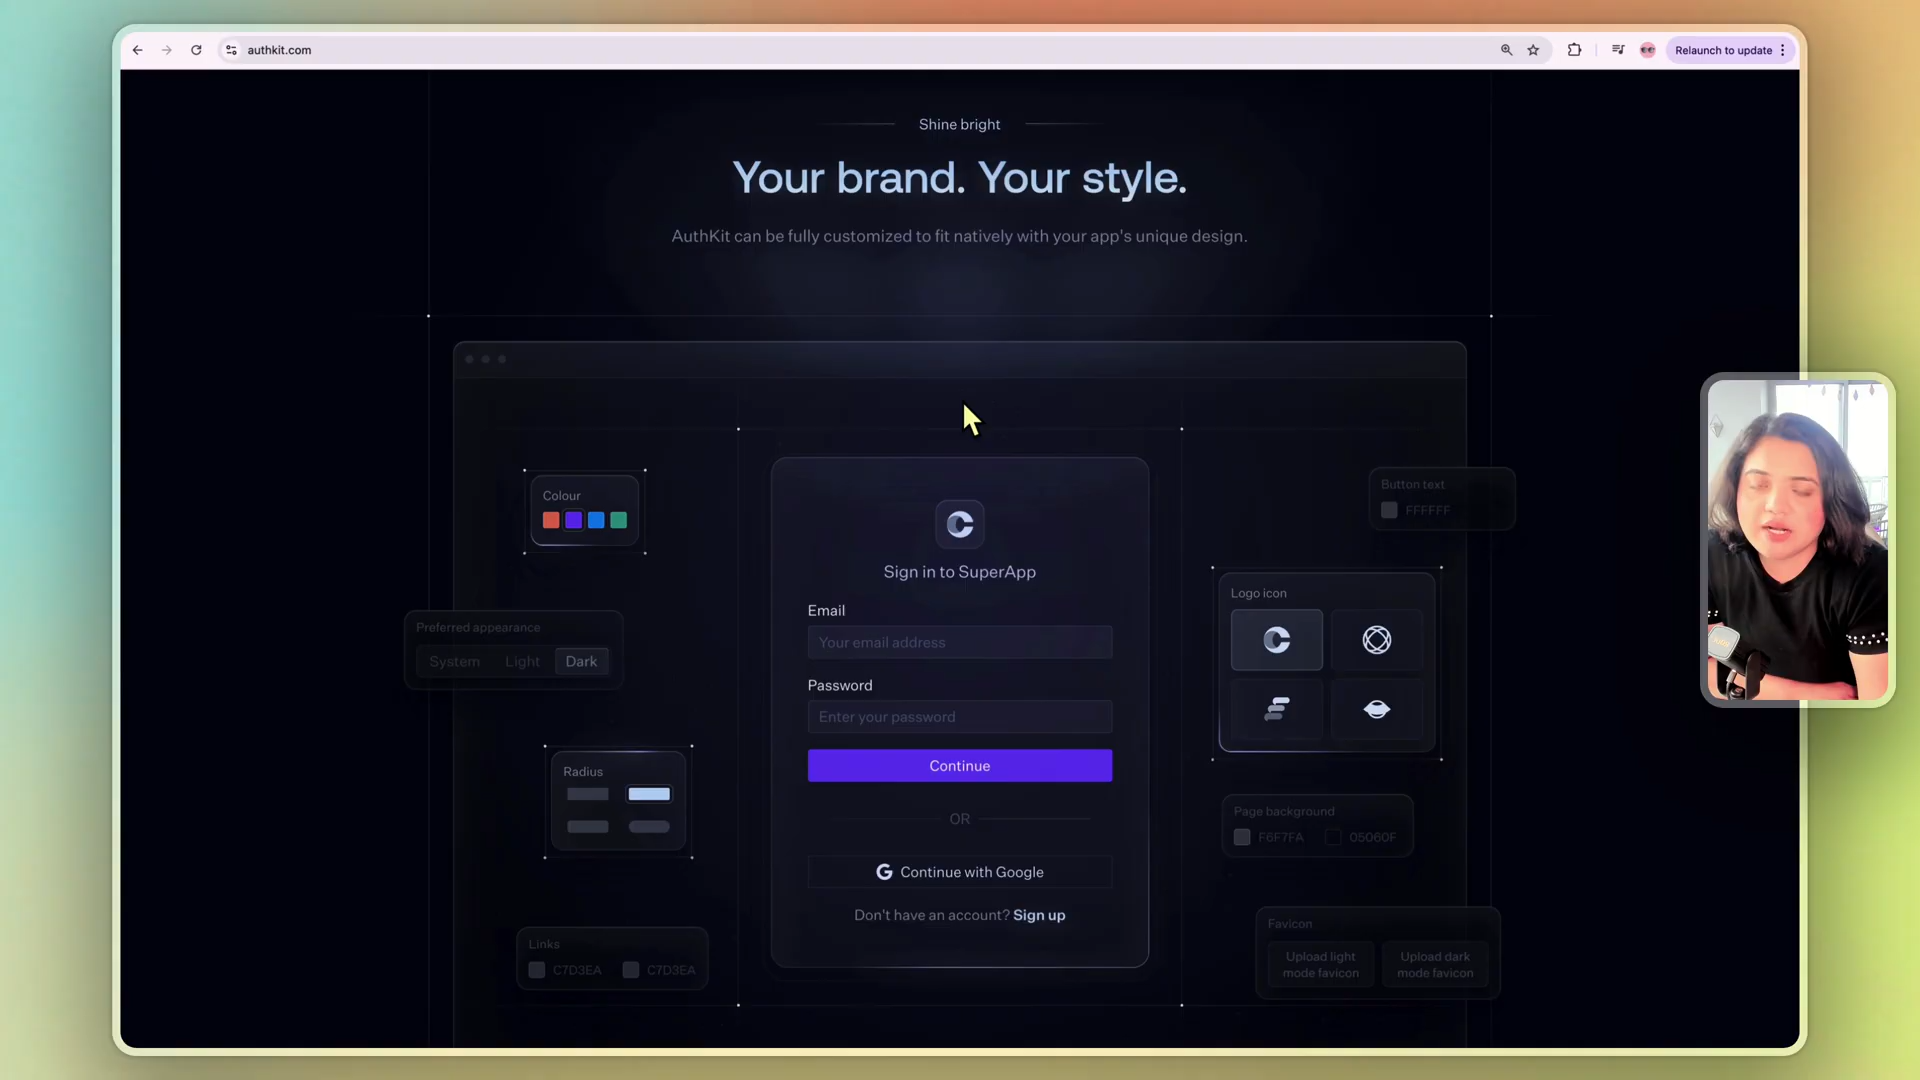 authkit.com
Relaunch to update
Shine bright
Your brand. Your style.
AuthKit can be fully customized to fit natively with your app's unique design.
Colour
Preferred appearance
System Light Dark
Radius
Links
C7D3EA C7D3EA
Sign in to SuperApp
Email
Your email address
Password
Enter your password
Continue
OR
Continue with Google
Don't have an account? Sign up
Button text
FFFFFF
Logo icon
Page background
F6F7FA 05060F
Favicon
Upload light
mode favicon
Upload dark
mode favicon